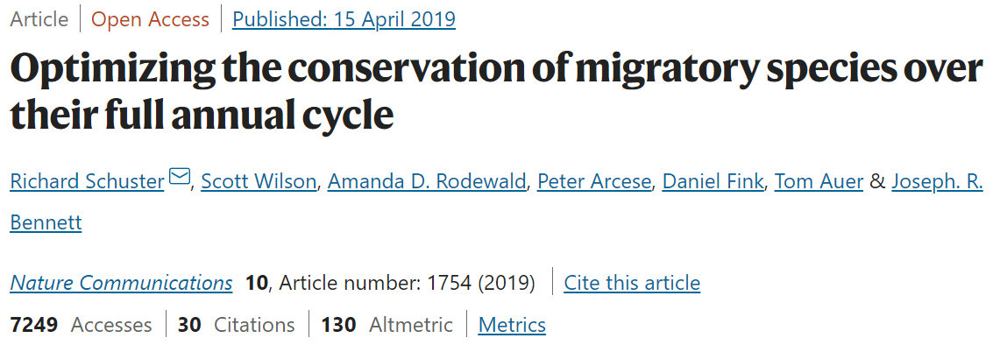 Article | Open Access | Published: 15 April 2019
Optimizing the conservation of migratory species over
their full annual cycle
Richard Schuster, Scott Wilson, Amanda D. Rodewald, Peter Arcese, Daniel Fink, Tom Auer & Joseph. R.
Bennett
Nature Communications 10, Article number: 1754 (2019) | Cite this article
7249 Accesses | 30 Citations | 130 Altmetric | Metrics